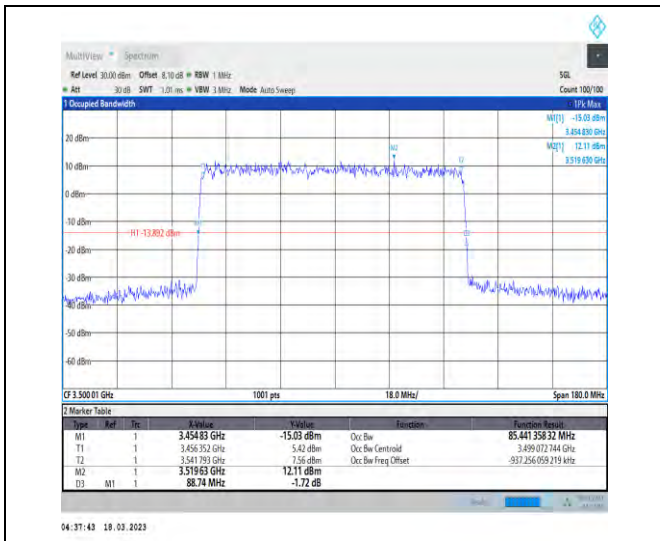 MultiView Spectrum
Ref Level 30.00 dBm Offset 8.10 dB RBW 1 MHz SGL
Att 30 dB SWT 1.01 ms VBW 3 MHz Mode Auto Sweep Count 100/100
1 Occupied Bandwidth 1Pk Max
M1[1] -15.03 dBm
3.454 830 GHz
M2[1] 12.11 dBm
3.519 630 GHz
20 dBm
M2
T2
10 dBm
0 dBm
-10 dBm
H1 -13.892 dBm
-20 dBm
-30 dBm
-40 dBm
-50 dBm
-60 dBm
CF 3.500 01 GHz 1001 pts 18.0 MHz/ Span 180.0 MHz
2 Marker Table
Type Ref Trc X-Value Y-Value Function Function Result
M1 1 3.454 83 GHz -15.03 dBm Occ Bw 85.441 358 32 MHz
T1 1 3.456 352 GHz 5.42 dBm Occ Bw Centroid 3.499 072 744 GHz
T2 1 3.541 793 GHz 7.56 dBm Occ Bw Freq Offset -937.256 059 219 kHz
M2 1 3.519 63 GHz 12.11 dBm
D3 M1 1 88.74 MHz -1.72 dB
04:37:43 18.03.2023